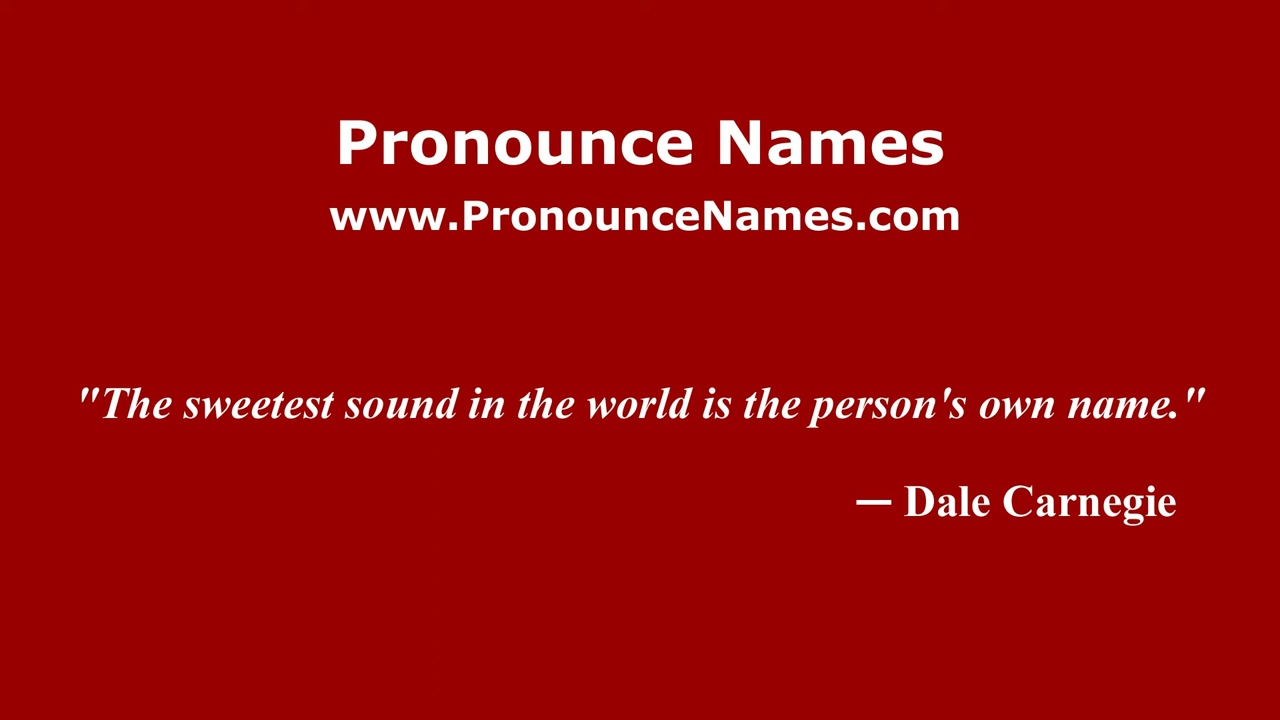 Pronounce Names
www.PronounceNames.com
"The sweetest sound in the world is the person's own name."
— Dale Carnegie